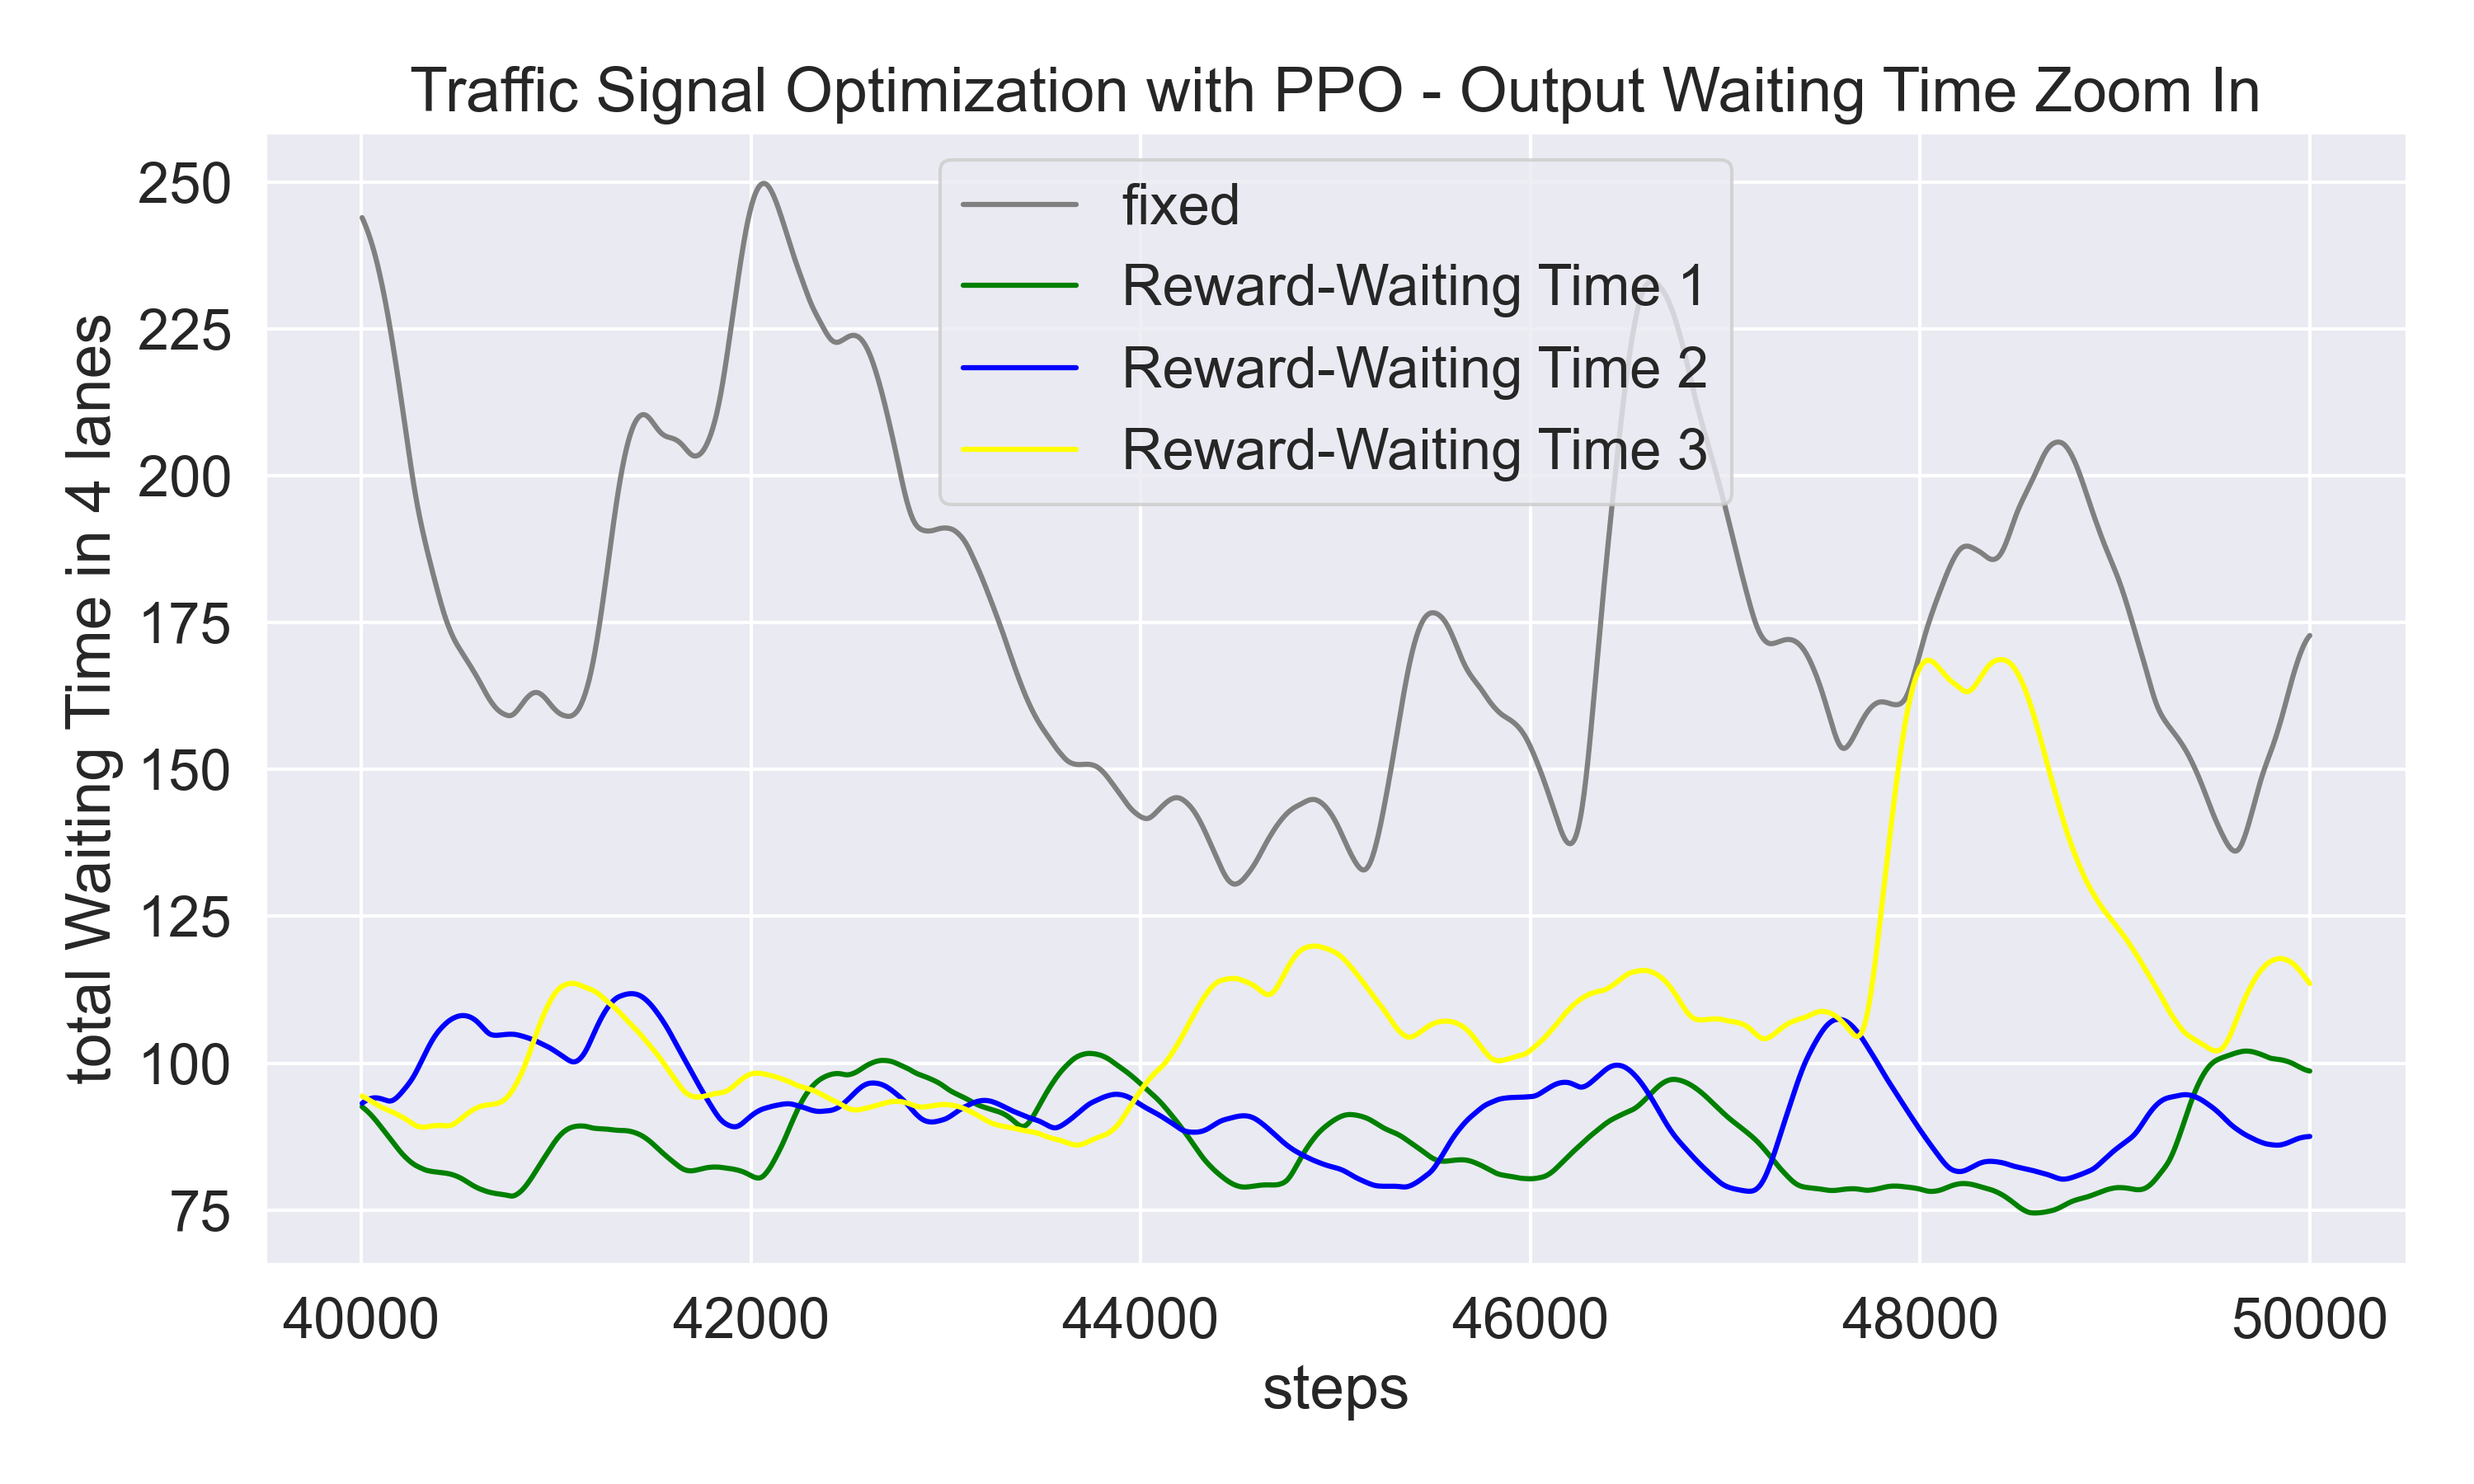 Traffic Signal Optimization with PPO - Output Waiting Time Zoom In
250
225
200
175
150
125
100
75
total Waiting Time in 4 lanes
fixed
Reward-Waiting Time 1
Reward-Waiting Time 2
Reward-Waiting Time 3
40000 42000 44000 46000 48000 50000
steps